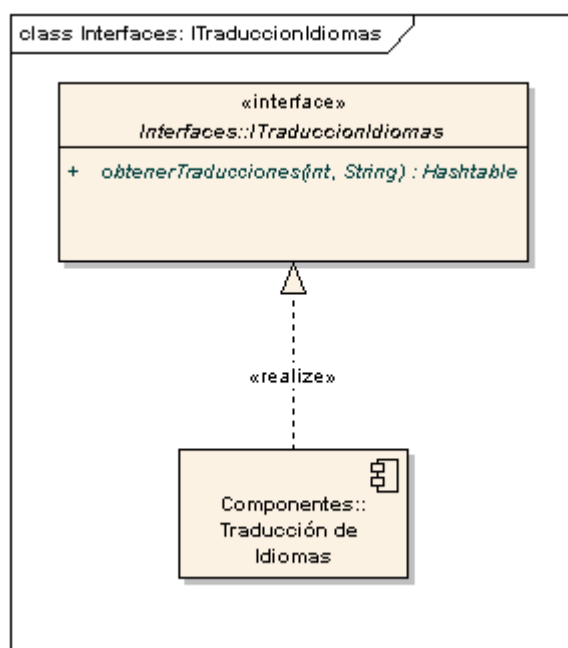 class Interfaces: ITraduccionIdiomas
«interface»
Interfaces::ITraduccionIdiomas
+ obtenerTraducciones(int, String) : Hashtable
«realize»
Componentes::
Traducción de
Idiomas